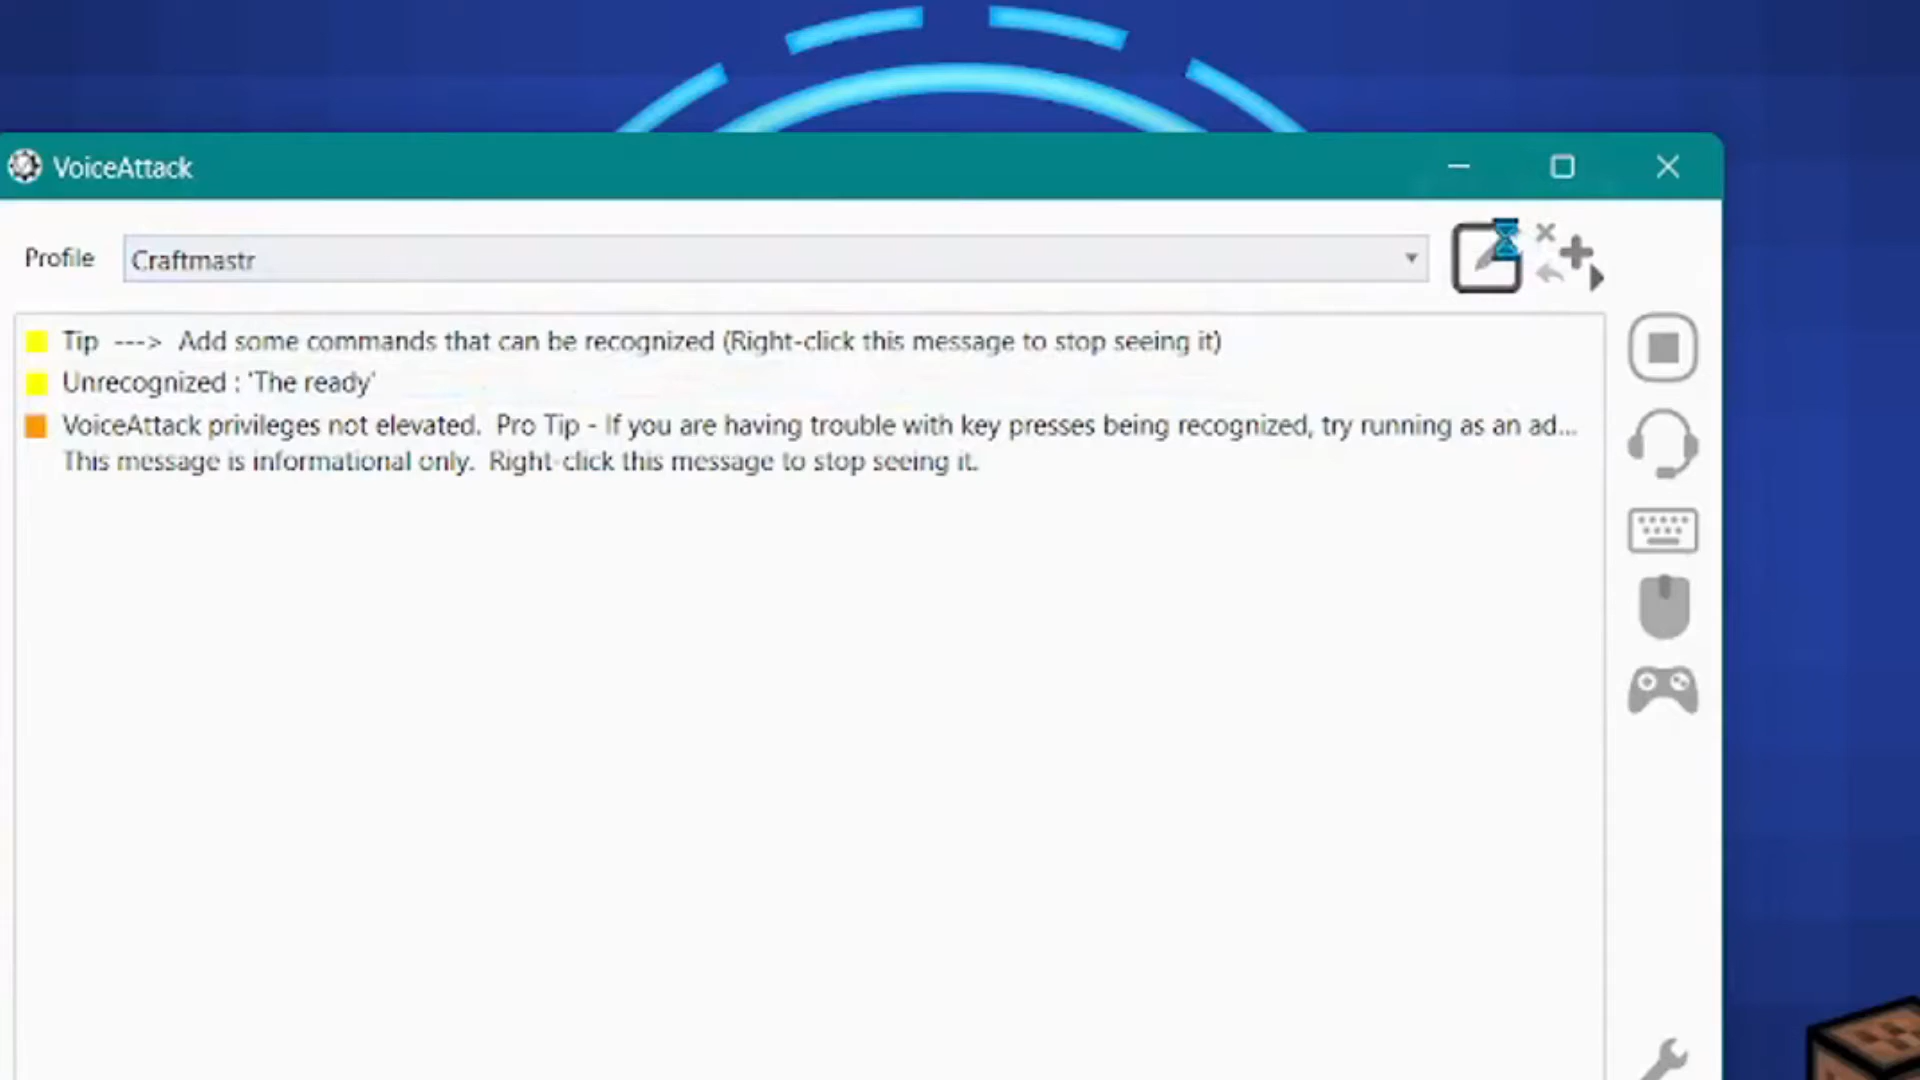 VoiceAttack
Profile
Craftmastr
Tip ---> Add some commands that can be recognized (Right-click this message to stop seeing it)
Unrecognized : 'The ready'
VoiceAttack privileges not elevated. Pro Tip - If you are having trouble with key presses being recognized, try running as an ad...
This message is informational only. Right-click this message to stop seeing it.